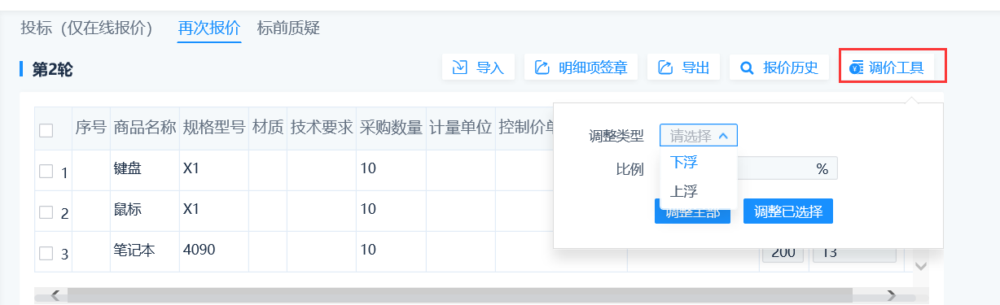 投标（仅在线报价） 再次报价 标前质疑
第2轮 导入 明细项签章 导出 报价历史 调价工具
序号 商品名称 规格型号 材质 技术要求 采购数量 计量单位 控制价单
调整类型 请选择
下浮
比例 %
上浮
调整全部 调整已选择
1 键盘 X1 10
2 鼠标 X1 10
3 笔记本 4090 10 200 13